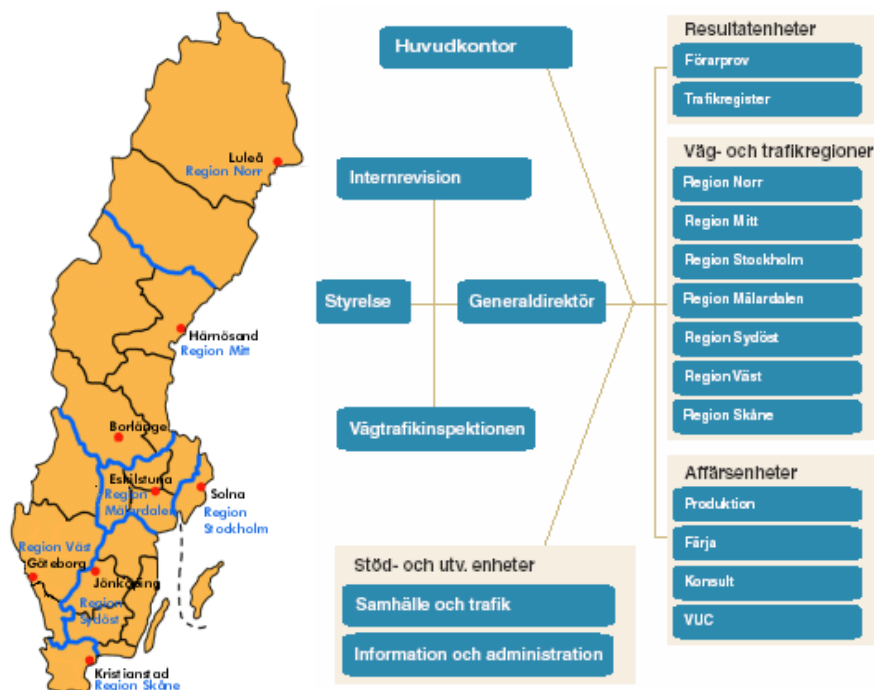 Luleå
Region Norr
Härnösand
Region Mitt
Borlänge
Eskilstuna
Region
Mälardalen
Solna
Region
Stockholm
Region Väst
Göteborg
Jönköping
Region
Sydöst
Kristianstad
Region Skåne
Huvudkontor
Internrevision
Styrelse
Generaldirektör
Vägtrafikinspektionen
Stöd- och utv. enheter
Samhälle och trafik
Information och administration
Resultatenheter
Förarprov
Trafikregister
Väg- och trafikregioner
Region Norr
Region Mitt
Region Stockholm
Region Mälardalen
Region Sydöst
Region Väst
Region Skåne
Affärsenheter
Produktion
Färja
Konsult
VUC